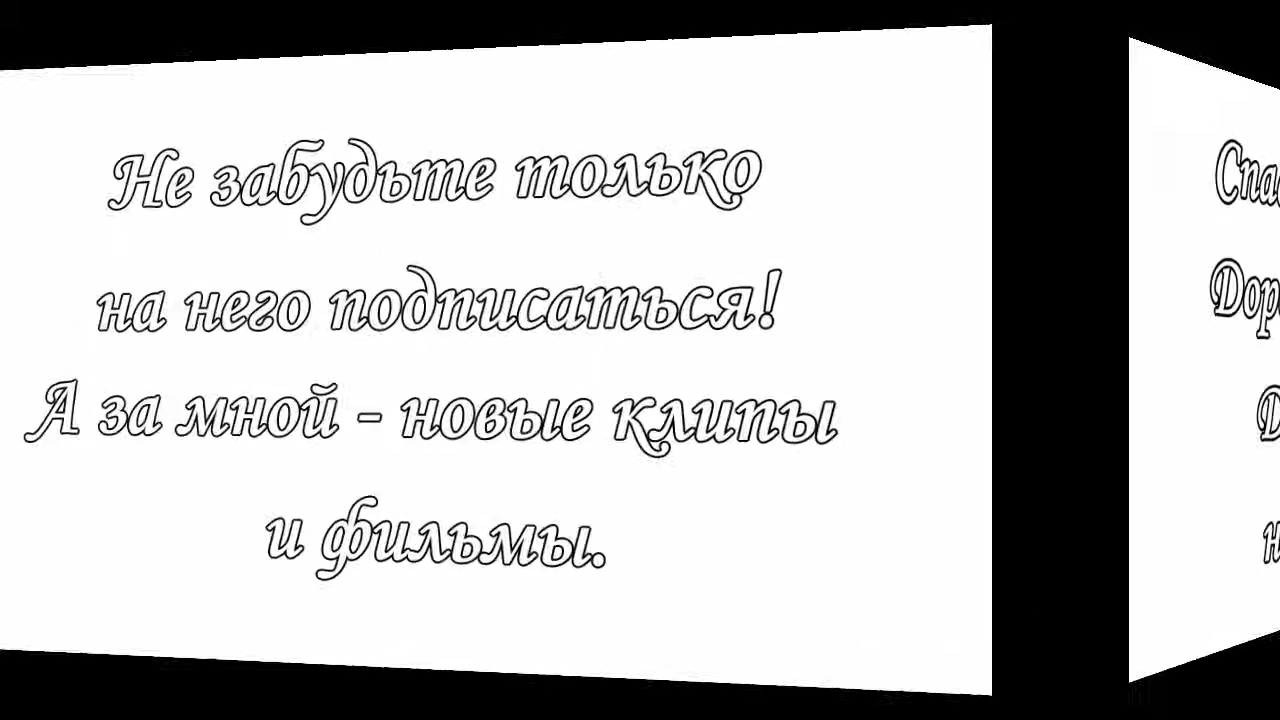 Не забудьте только
на него подписаться!
А за мной - новые клипы
и фильмы.